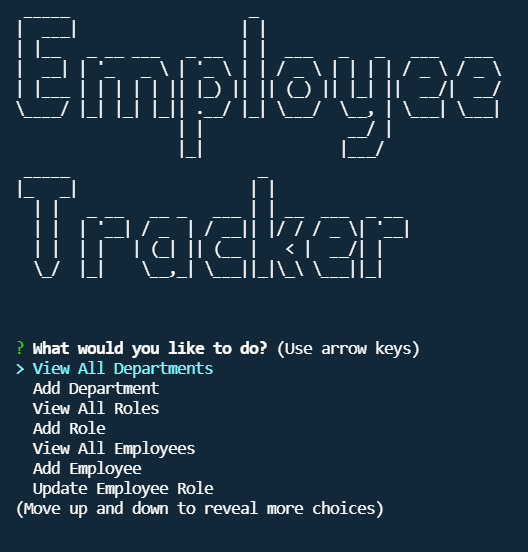 Employee
Tracker
? What would you like to do? (Use arrow keys)
> View All Departments
Add Department
View All Roles
Add Role
View All Employees
Add Employee
Update Employee Role
(Move up and down to reveal more choices)